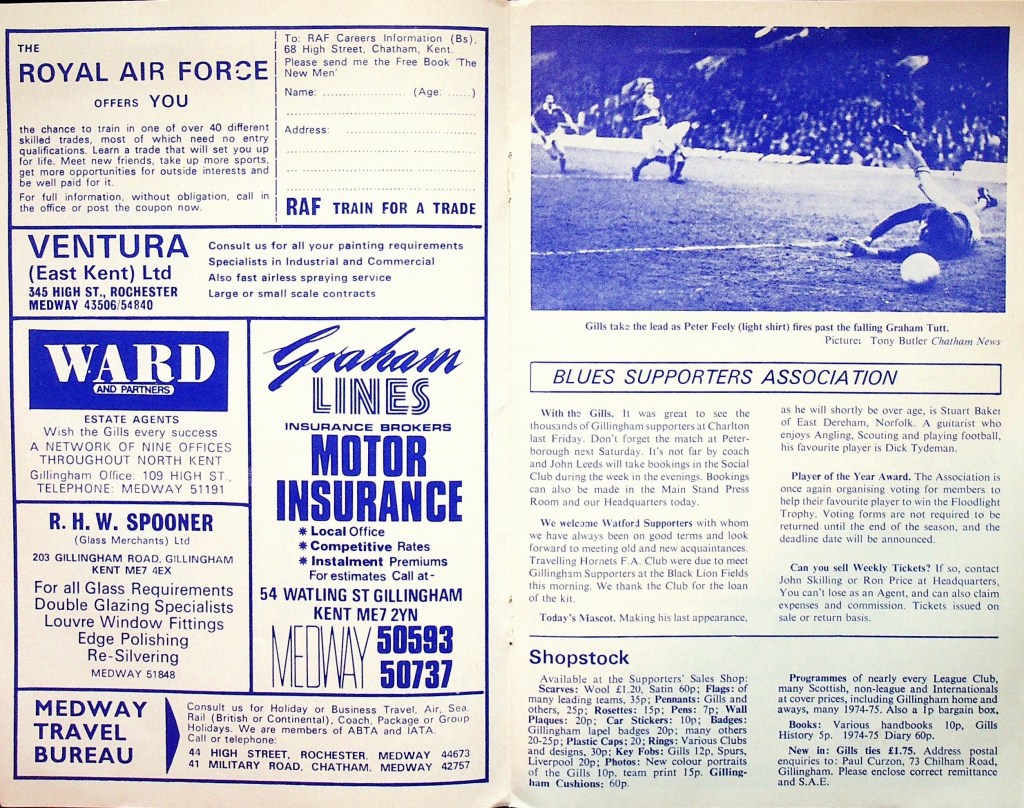 THE
ROYAL AIR FORCE
OFFERS YOU
the chance to train in one of over 40 different
skilled trades, most of which need no entry
qualifications. Learn a trade that will set you up
for life. Meet new friends, take up more sports,
get more opportunities for outside interests and
be well paid for it.
For full information, without obligation, call in
the office or post the coupon now.
To: RAF Careers Information (Bs),
68 High Street, Chatham, Kent.
Please send me the Free Book 'The
New Men'
Name: ........................ (Age: ......)
Address: ........................
RAF TRAIN FOR A TRADE
VENTURA
(East Kent) Ltd
345 HIGH ST., ROCHESTER
MEDWAY 43506/54840
Consult us for all your painting requirements
Specialists in Industrial and Commercial
Also fast airless spraying service
Large or small scale contracts
WARD
AND PARTNERS
ESTATE AGENTS
Wish the Gills every success
A NETWORK OF NINE OFFICES
THROUGHOUT NORTH KENT
Gillingham Office: 109 HIGH ST.,
TELEPHONE: MEDWAY 51191
R. H. W. SPOONER
(Glass Merchants) Ltd
203 GILLINGHAM ROAD, GILLINGHAM
KENT ME7 4EX
For all Glass Requirements
Double Glazing Specialists
Louvre Window Fittings
Edge Polishing
Re-Silvering
MEDWAY 51848
Graham
LINES
INSURANCE BROKERS
MOTOR
INSURANCE
* Local Office
* Competitive Rates
* Instalment Premiums
For estimates Call at-
54 WATLING ST GILLINGHAM
KENT ME7 2YN
MEDWAY 50593
50737
MEDWAY
TRAVEL
BUREAU
Consult us for Holiday or Business Travel, Air, Sea.
Rail (British or Continental), Coach, Package or Group
Holidays. We are members of ABTA and IATA.
Call or telephone:
44 HIGH STREET, ROCHESTER. MEDWAY 44673
41 MILITARY ROAD, CHATHAM. MEDWAY 42757
Gills take the lead as Peter Feely (light shirt) fires past the falling Graham Tutt.
Picture: Tony Butler Chatham News
BLUES SUPPORTERS ASSOCIATION
With the Gills. It was great to see the
thousands of Gillingham supporters at Charlton
last Friday. Don't forget the match at Peter-
borough next Saturday. It's not far by coach
and John Leeds will take bookings in the Social
Club during the week in the evenings. Bookings
can also be made in the Main Stand Press
Room and our Headquarters today.
We welcome Watford Supporters with whom
we have always been on good terms and look
forward to meeting old and new acquaintances.
Travelling Hornets F.A. Club were due to meet
Gillingham Supporters at the Black Lion Fields
this morning. We thank the Club for the loan
of the kit.
Today's Mascot. Making his last appearance,
as he will shortly be over age, is Stuart Baker
of East Dereham, Norfolk. A guitarist who
enjoys Angling, Scouting and playing football,
his favourite player is Dick Tydeman.
Player of the Year Award. The Association is
once again organising voting for members to
help their favourite player to win the Floodlight
Trophy. Voting forms are not required to be
returned until the end of the season, and the
deadline date will be announced.
Can you sell Weekly Tickets? If so, contact
John Skilling or Ron Price at Headquarters,
You can't lose as an Agent, and can also claim
expenses and commission. Tickets issued on
sale or return basis.
Shopstock
Available at the Supporters' Sales Shop:
Scarves: Wool £1.20, Satin 60p; Flags: of
many leading teams, 35p; Pennants: Gills and
others, 25p; Rosettes: 15p; Pens: 7p; Wall
Plaques: 20p; Car Stickers: 10p; Badges:
Gillingham lapel badges 20p; many others
20-25p; Plastic Caps: 20; Rings: Various Clubs
and designs, 30p; Key Fobs: Gills 12p, Spurs,
Liverpool 20p; Photos: New colour portraits
of the Gills 10p, team print 15p. Gilling-
ham Cushions: 60p.
Programmes of nearly every League Club,
many Scottish, non-league and Internationals
at cover prices, including Gillingham home and
aways, many 1974-75. Also a 1p bargain box.
Books: Various handbooks 10p, Gills
History 5p. 1974-75 Diary 60p.
New in: Gills ties £1.75. Address postal
enquiries to: Paul Curzon, 73 Chilham Road,
Gillingham. Please enclose correct remittance
and S.A.E.